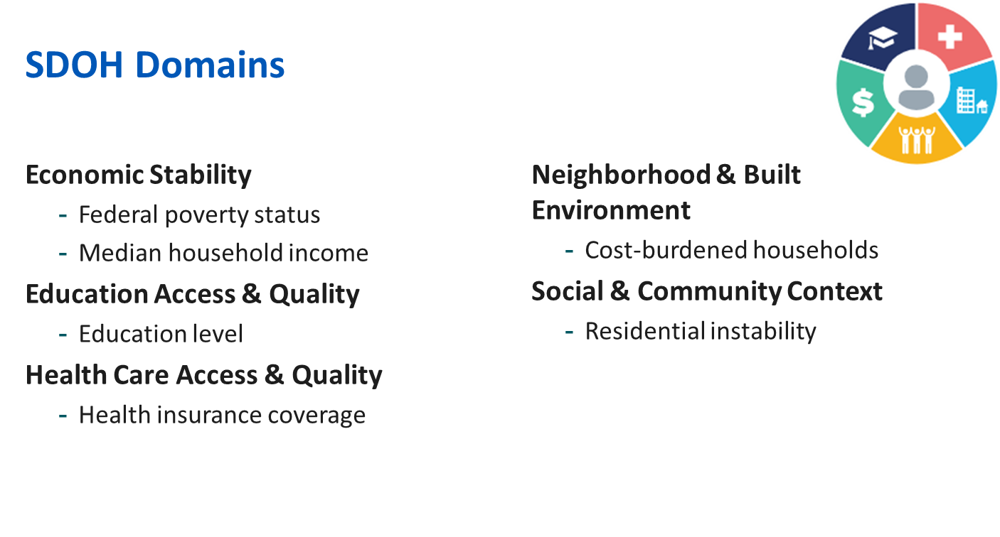 SDOH Domains
Economic Stability
- Federal poverty status
- Median household income
Education Access & Quality
- Education level
Health Care Access & Quality
- Health insurance coverage
Neighborhood & Built
Environment
- Cost-burdened households
Social & Community Context
- Residential instability
$